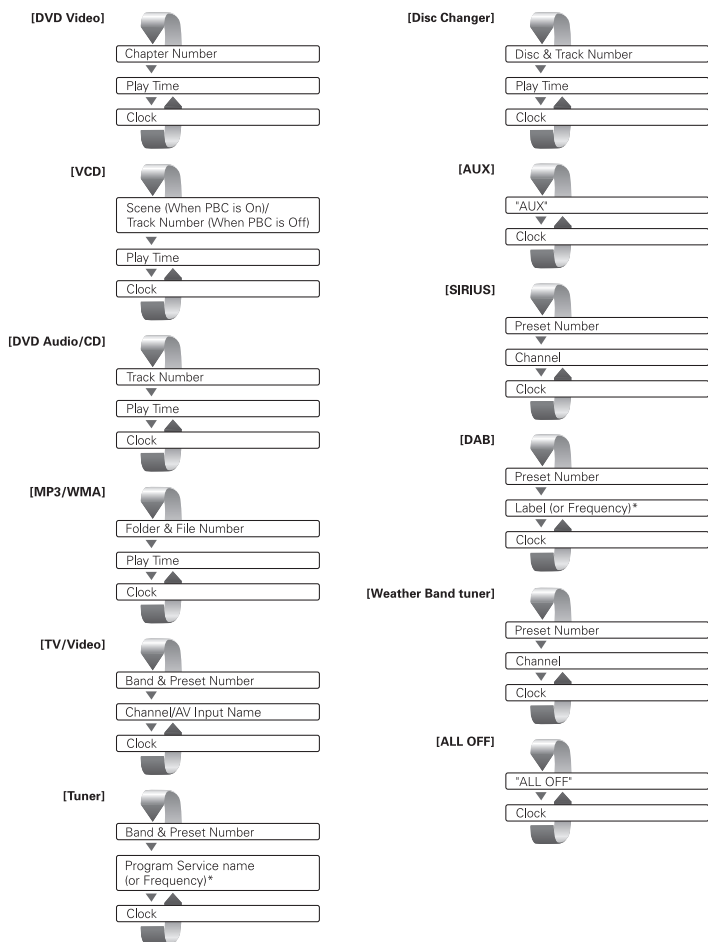 [DVD Video]
Chapter Number
Play Time
Clock
[VCD]
Scene (When PBC is On)/
Track Number (When PBC is Off)
Play Time
Clock
[DVD Audio/CD]
Track Number
Play Time
Clock
[MP3/WMA]
Folder & File Number
Play Time
Clock
[TV/Video]
Band & Preset Number
Channel/AV Input Name
Clock
[Tuner]
Band & Preset Number
Program Service name
(or Frequency)*
Clock
[Disc Changer]
Disc & Track Number
Play Time
Clock
[AUX]
"AUX"
Clock
[SIRIUS]
Preset Number
Channel
Clock
[DAB]
Preset Number
Label (or Frequency)*
Clock
[Weather Band tuner]
Preset Number
Channel
Clock
[ALL OFF]
"ALL OFF"
Clock